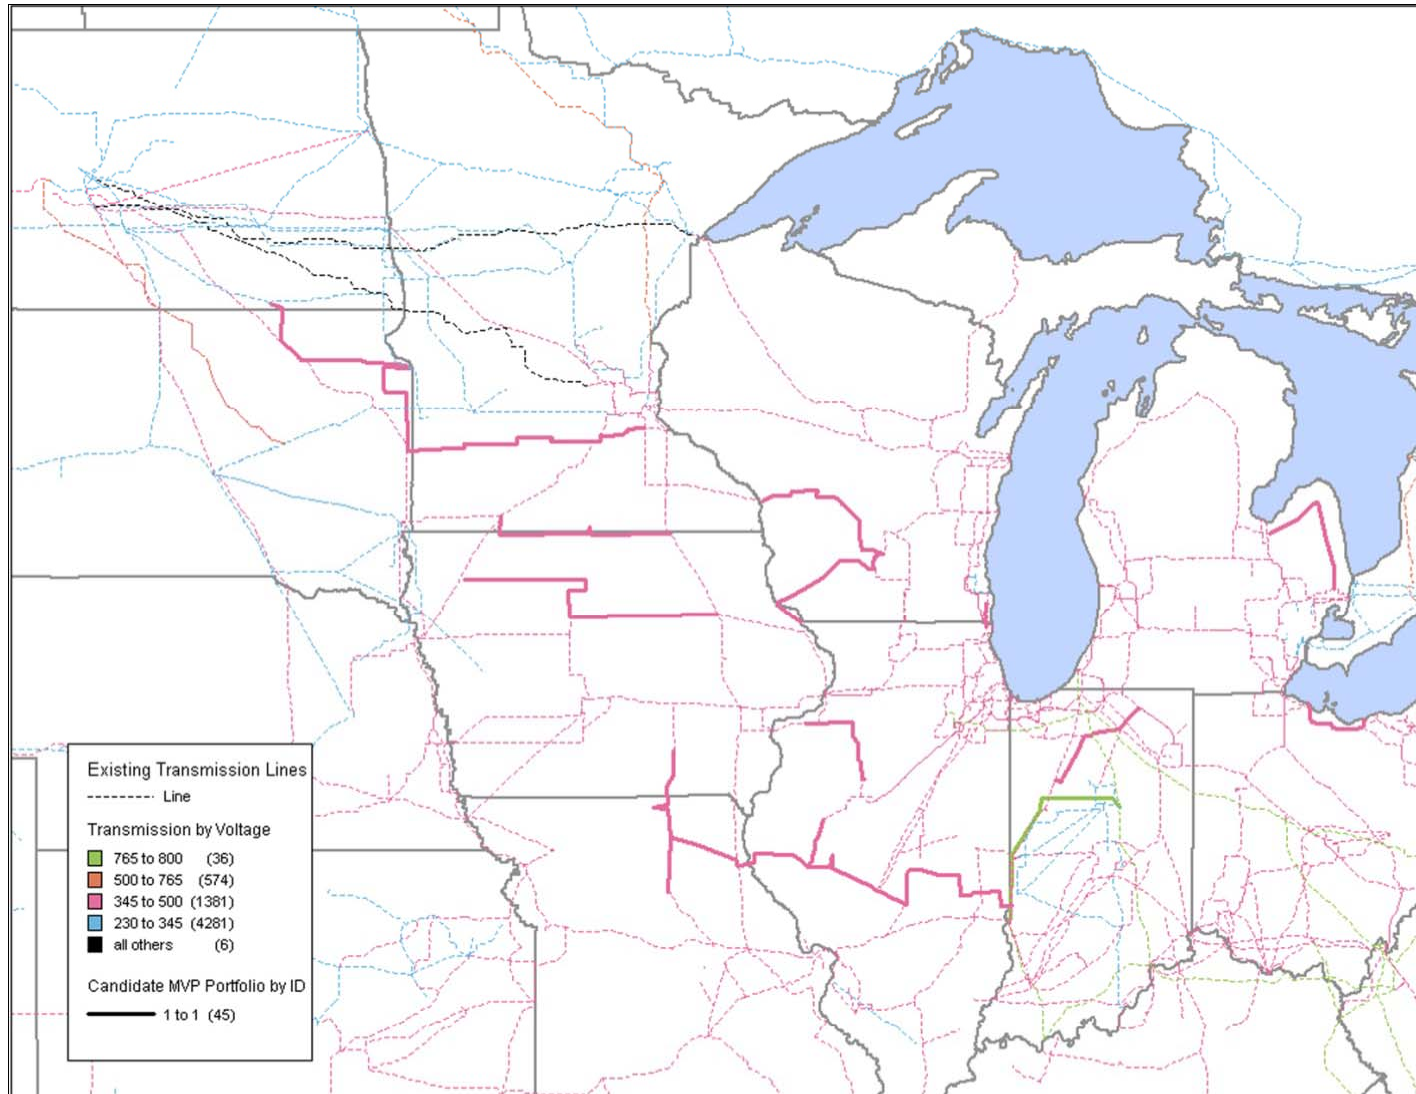 Existing Transmission Lines
Line
Transmission by Voltage
765 to 800 (36)
500 to 765 (574)
345 to 500 (1381)
230 to 345 (4281)
all others (6)
Candidate MVP Portfolio by ID
1 to 1 (45)